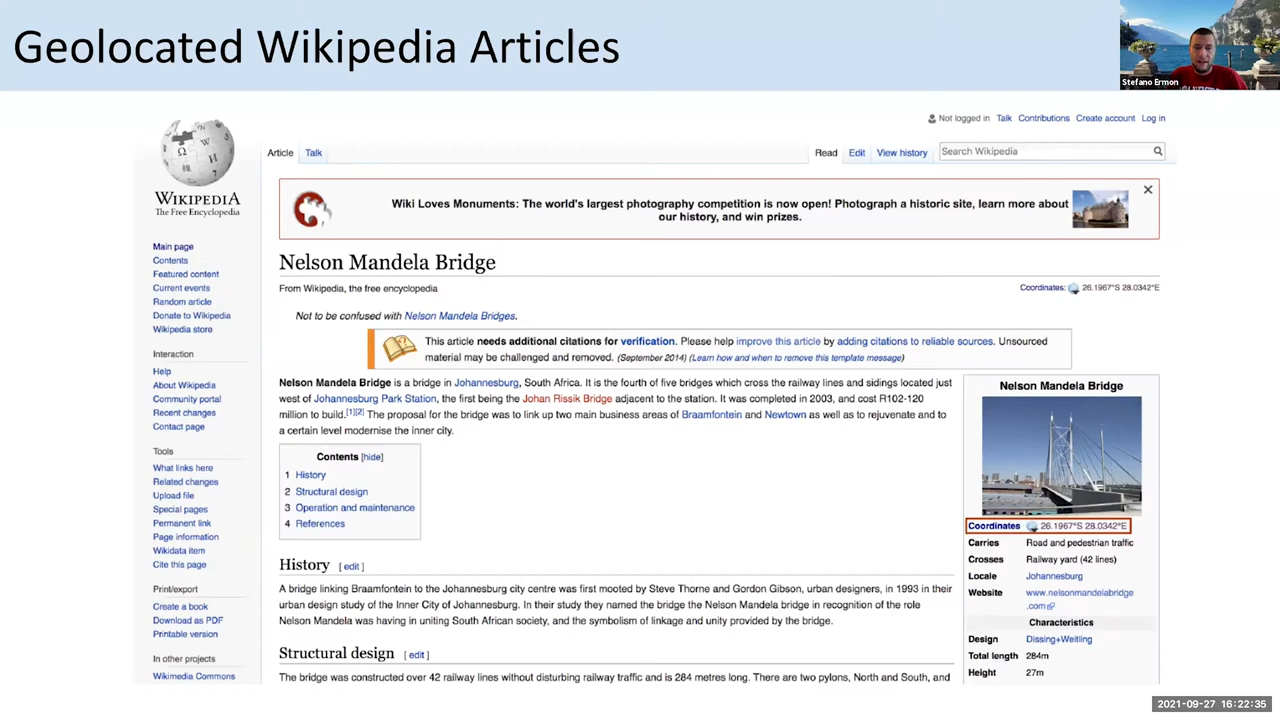 Geolocated Wikipedia Articles
Stefano Ermon
Not logged in Talk Contributions Create account Log in
Article Talk Read Edit View history Search Wikipedia
WIKIPEDIA
The Free Encyclopedia
Main page
Contents
Featured content
Current events
Random article
Donate to Wikipedia
Wikipedia store
Interaction
Help
About Wikipedia
Community portal
Recent changes
Contact page
Tools
What links here
Related changes
Upload file
Special pages
Permanent link
Page information
Wikidata item
Cite this page
Print/export
Create a book
Download as PDF
Printable version
In other projects
Wikimedia Commons
Wiki Loves Monuments: The world's largest photography competition is now open! Photograph a historic site, learn more about
our history, and win prizes.
Nelson Mandela Bridge
From Wikipedia, the free encyclopedia
Coordinates: 26.1967°S 28.0342°E
Not to be confused with Nelson Mandela Bridges.
This article needs additional citations for verification. Please help improve this article by adding citations to reliable sources. Unsourced
material may be challenged and removed. (September 2014) (Learn how and when to remove this template message)
Nelson Mandela Bridge is a bridge in Johannesburg, South Africa. It is the fourth of five bridges which cross the railway lines and sidings located just
west of Johannesburg Park Station, the first being the Johan Rissik Bridge adjacent to the station. It was completed in 2003, and cost R102-120
million to build.[1][2] The proposal for the bridge was to link up two main business areas of Braamfontein and Newtown as well as to rejuvenate and to
a certain level modernise the inner city.
Contents [hide]
1 History
2 Structural design
3 Operation and maintenance
4 References
History [ edit ]
A bridge linking Braamfontein to the Johannesburg city centre was first mooted by Steve Thorne and Gordon Gibson, urban designers, in 1993 in their
urban design study of the Inner City of Johannesburg. In their study they named the bridge the Nelson Mandela bridge in recognition of the role
Nelson Mandela was having in uniting South African society, and the symbolism of linkage and unity provided by the bridge.
Structural design [ edit ]
The bridge was constructed over 42 railway lines without disturbing railway traffic and is 284 metres long. There are two pylons, North and South, and
Nelson Mandela Bridge
Coordinates 26.1967°S 28.0342°E
Carries Road and pedestrian traffic
Crosses Railway yard (42 lines)
Locale Johannesburg
Website www.nelsonmandelabridge
.com
Characteristics
Design Dissing+Weitling
Total length 284m
Height 27m
2021-09-27 16:22:35